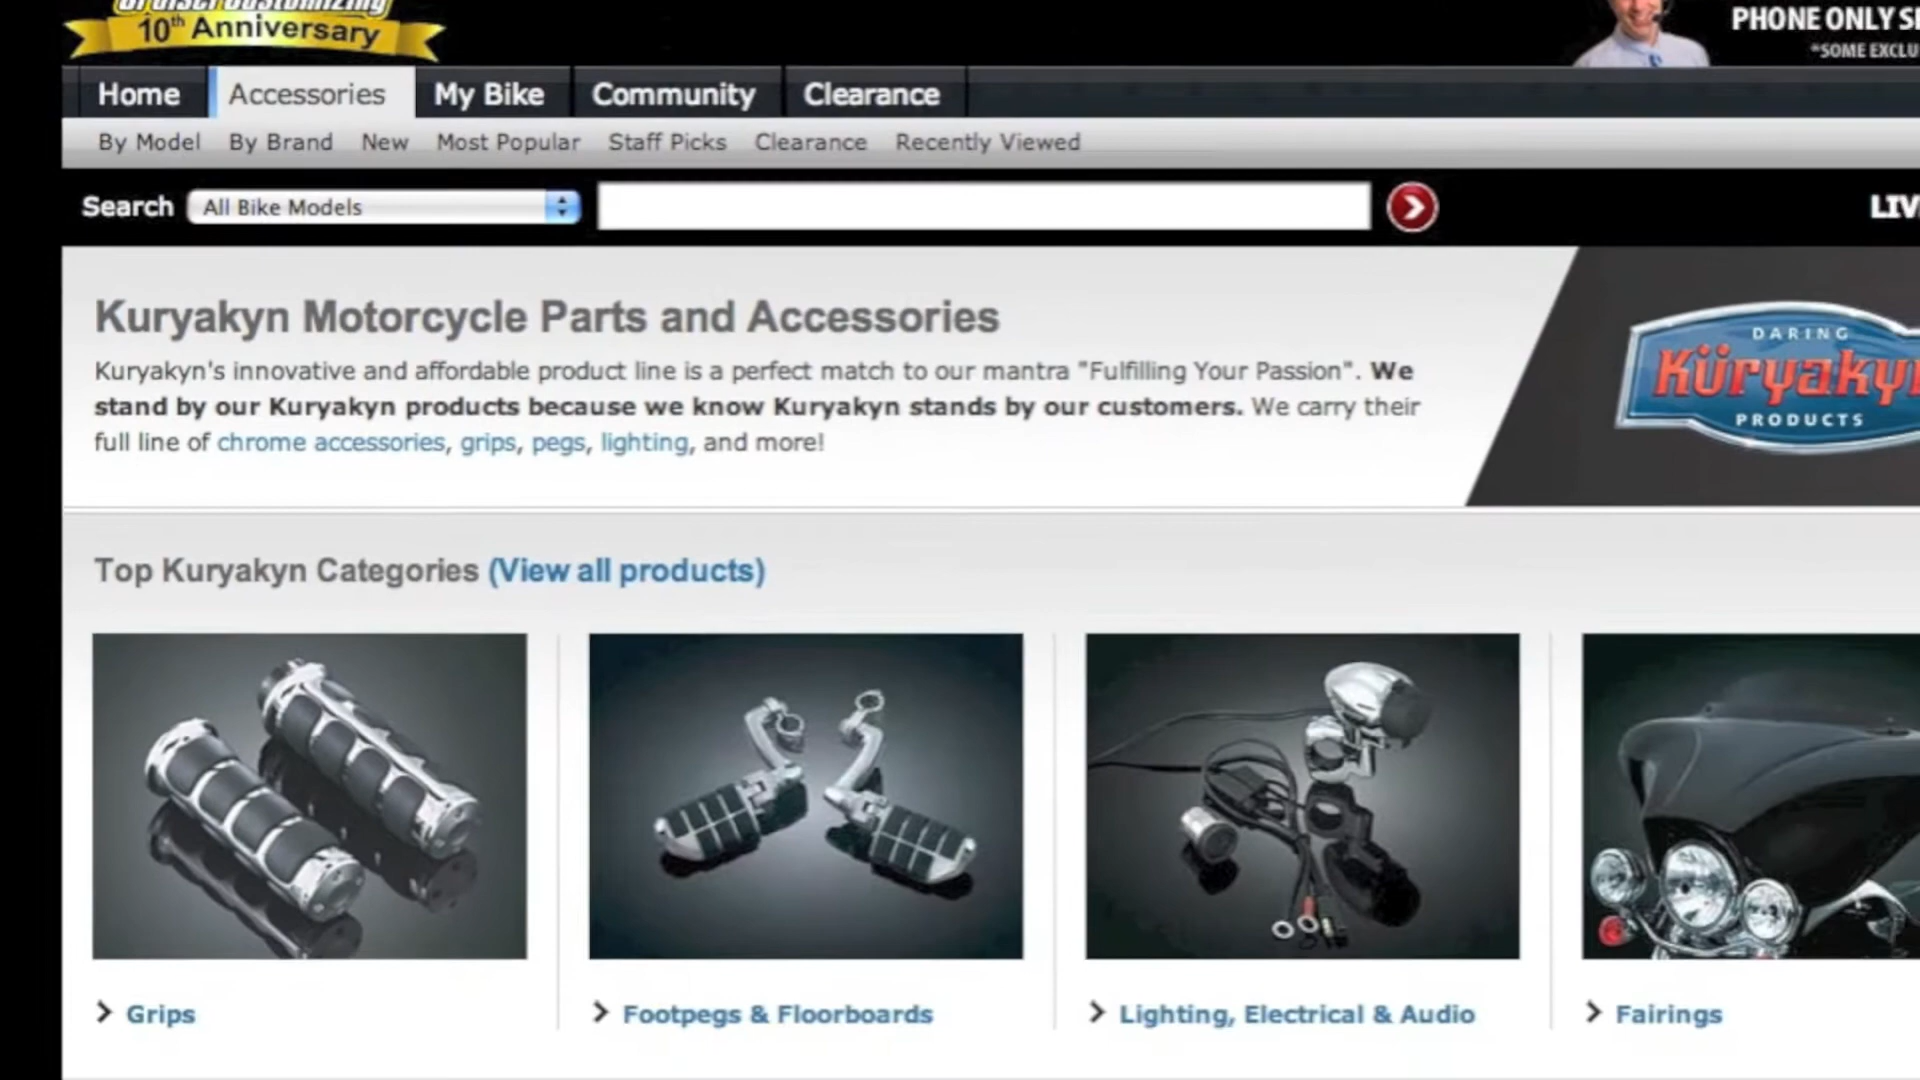 Cruiser Customizing
10th Anniversary
PHONE ONLY
*SOME
Home Accessories My Bike Community Clearance
By Model By Brand New Most Popular Staff Picks Clearance Recently Viewed
Search All Bike Models
Kuryakyn Motorcycle Parts and Accessories
Kuryakyn's innovative and affordable product line is a perfect match to our mantra "Fulfilling Your Passion". We
stand by our Kuryakyn products because we know Kuryakyn stands by our customers. We carry their
full line of chrome accessories, grips, pegs, lighting, and more!
DARING
Küryakyn
PRODUCTS
Top Kuryakyn Categories (View all products)
Grips
Footpegs & Floorboards
Lighting, Electrical & Audio
Fairings